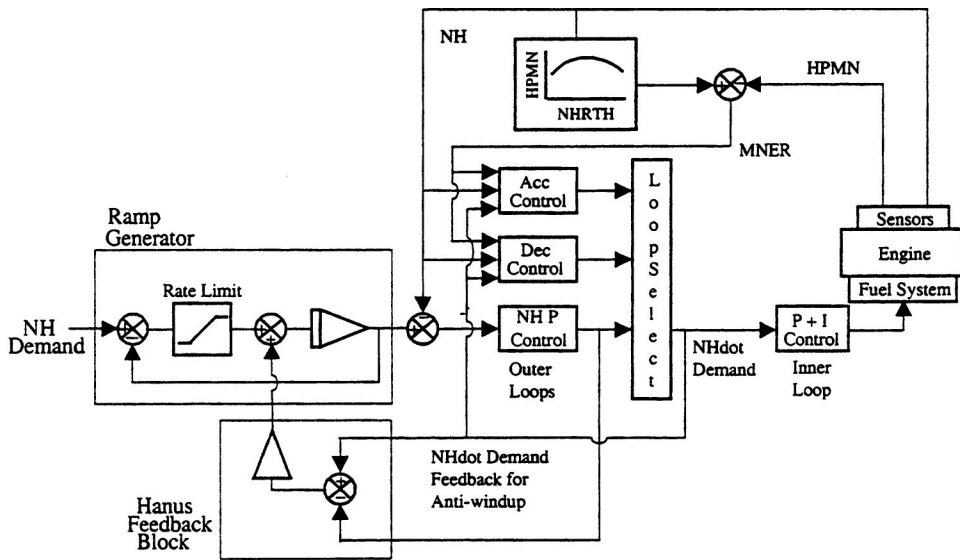 NH
HPMN
NHRTH
HPMN
MNER
Acc
Control
Dec
Control
NH P
Control
Outer
Loops
LoopSelect
Sensors
Engine
Fuel System
P + I
Control
Inner
Loop
NHdot
Demand
Ramp
Generator
Rate Limit
NH
Demand
NHdot Demand
Feedback for
Anti-windup
Hanus
Feedback
Block